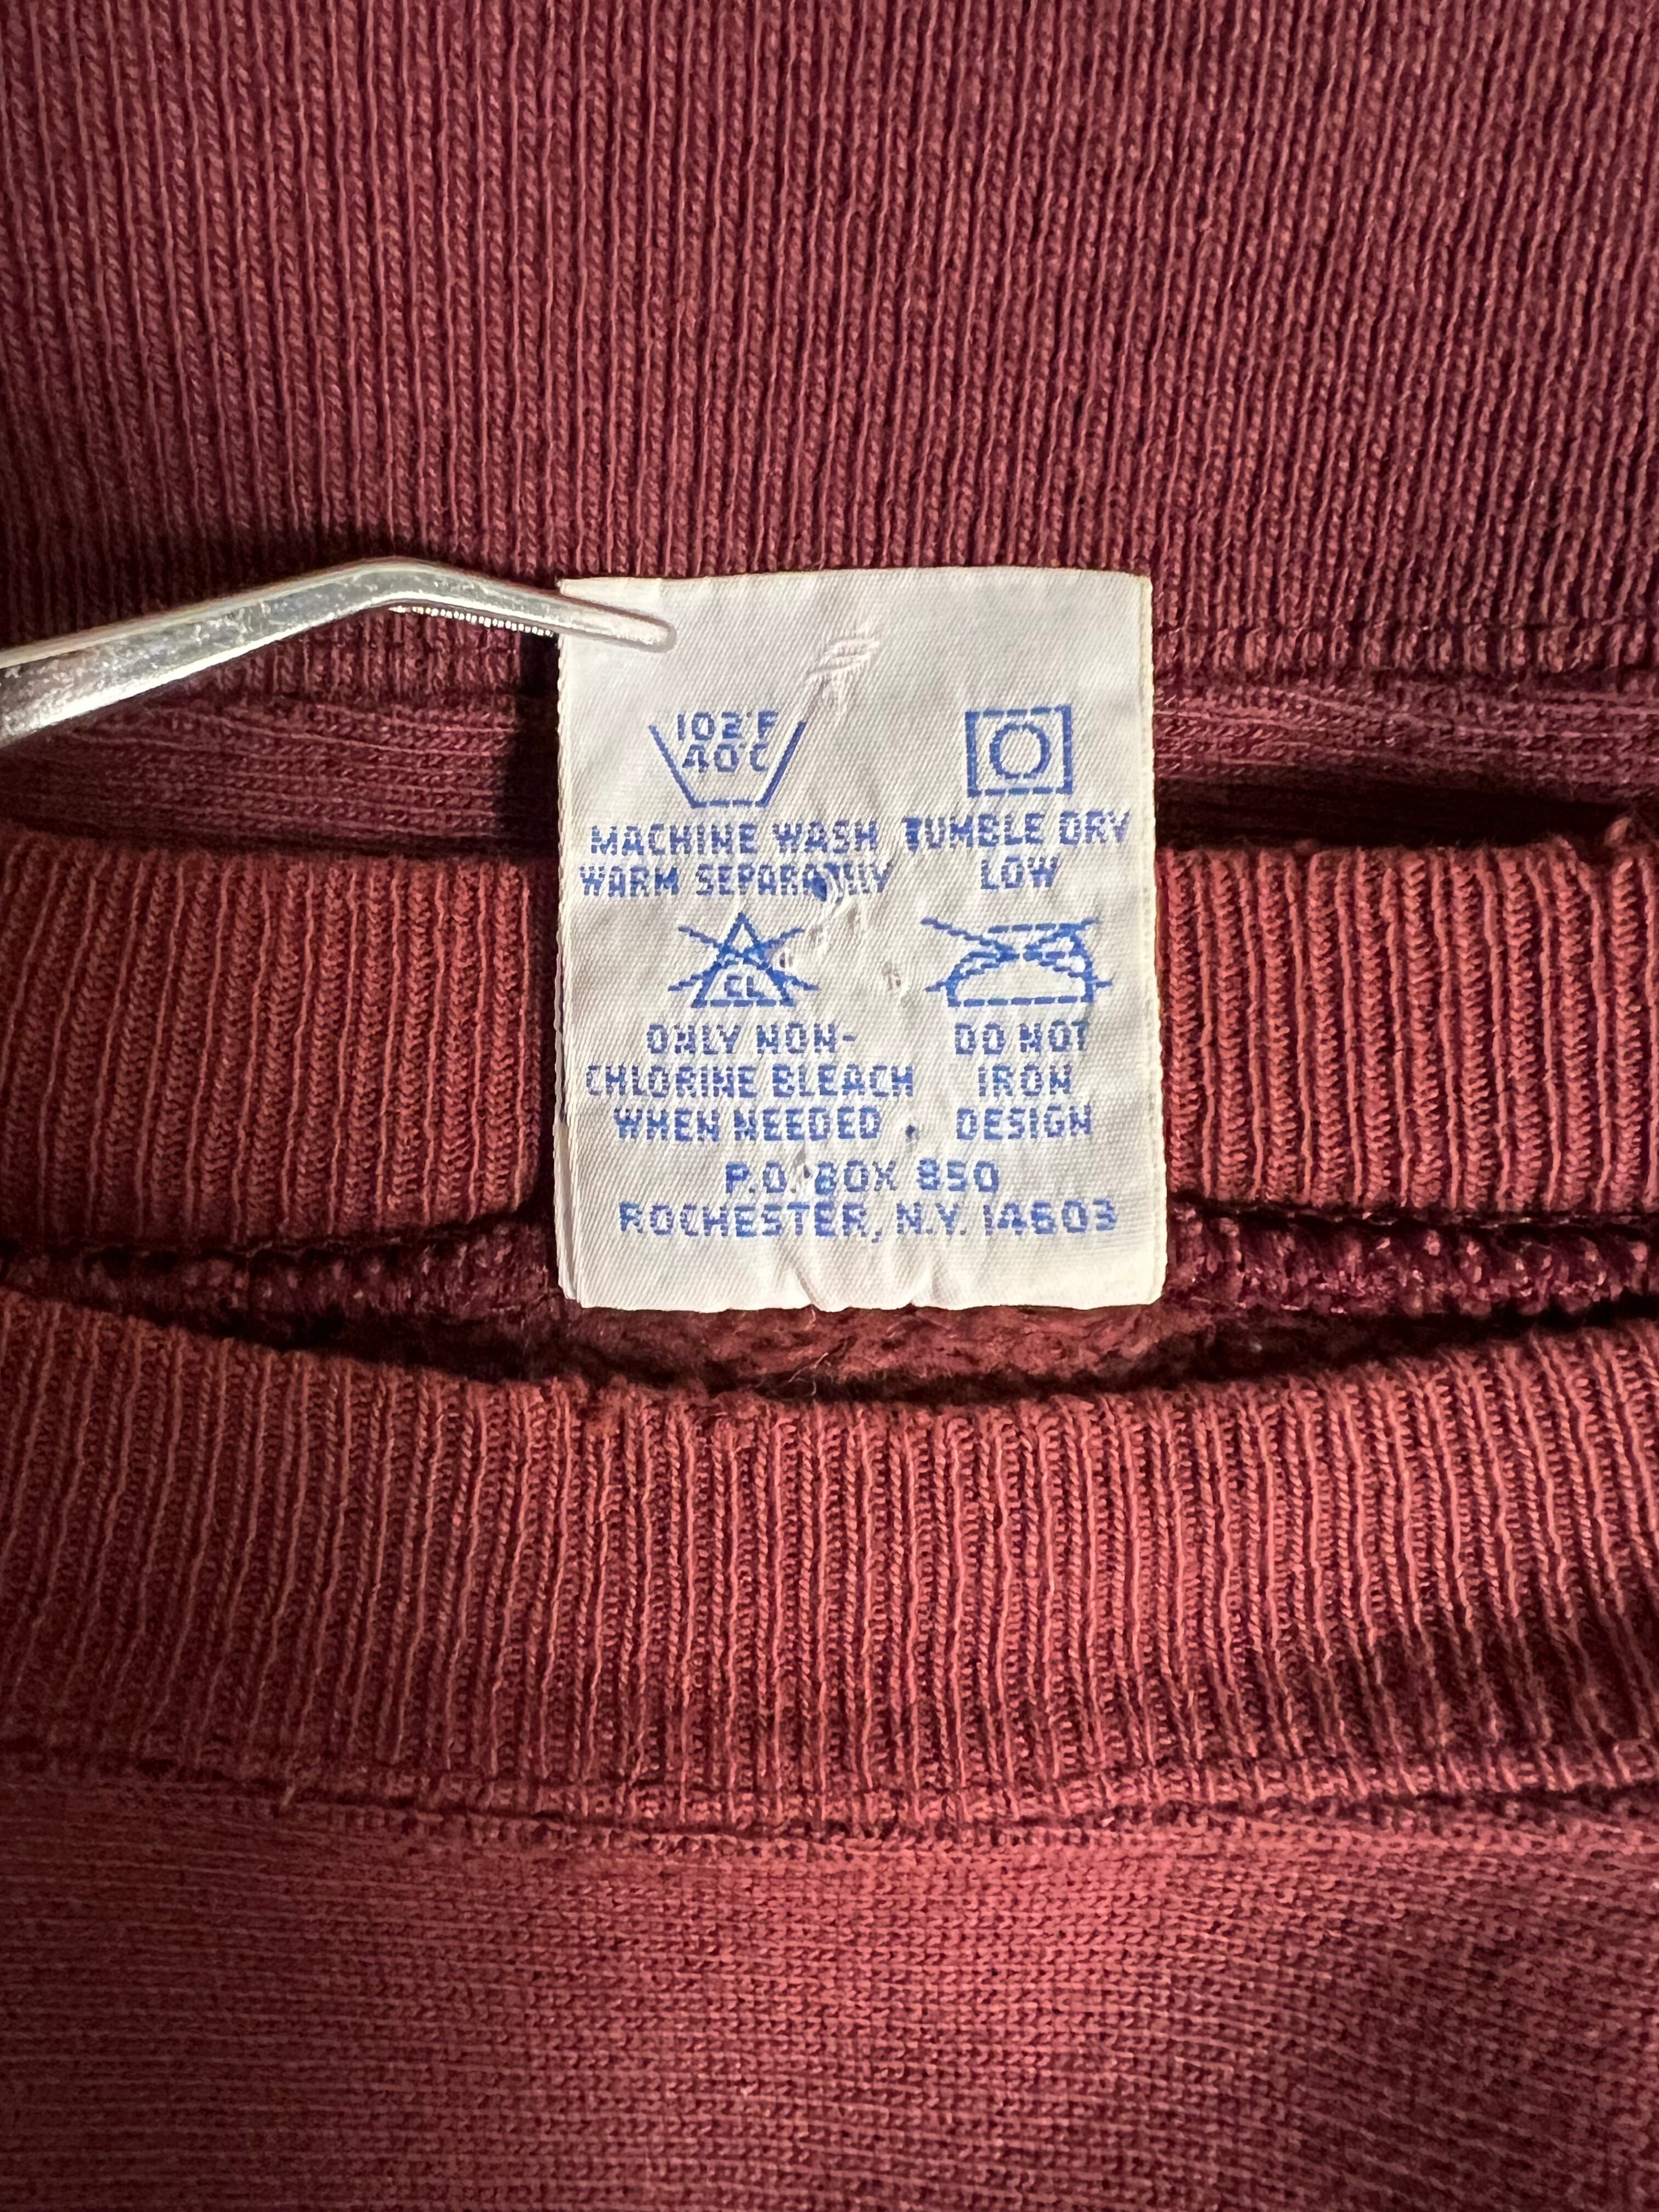 102°F
40°C
MACHINE WASH
WARM SEPARATELY
TUMBLE DRY
LOW
CL
ONLY NON-
CHLORINE BLEACH
WHEN NEEDED
DO NOT
IRON
DESIGN
P.O. BOX 850
ROCHESTER, N.Y. 14603